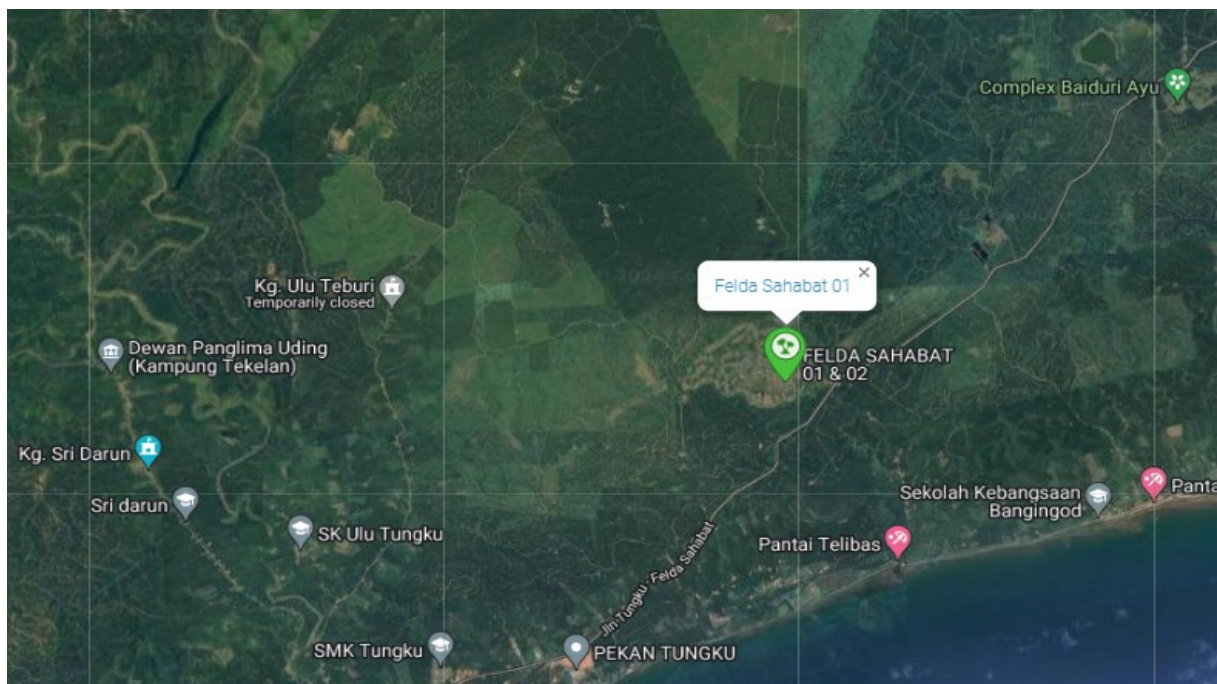 Complex Baiduri Ayu
Kg. Ulu Teburi
Temporarily closed
Felda Sahabat 01
×
Dewan Panglima Uding
(Kampung Tekelan)
FELDA SAHABAT
01 & 02
Kg. Sri Darun
Sri darun
SK Ulu Tungku
Sekolah Kebangsaan
Bangingod
Panta
Pantai Telibas
Jln Tungku - Felda Sahabat
SMK Tungku
PEKAN TUNGKU